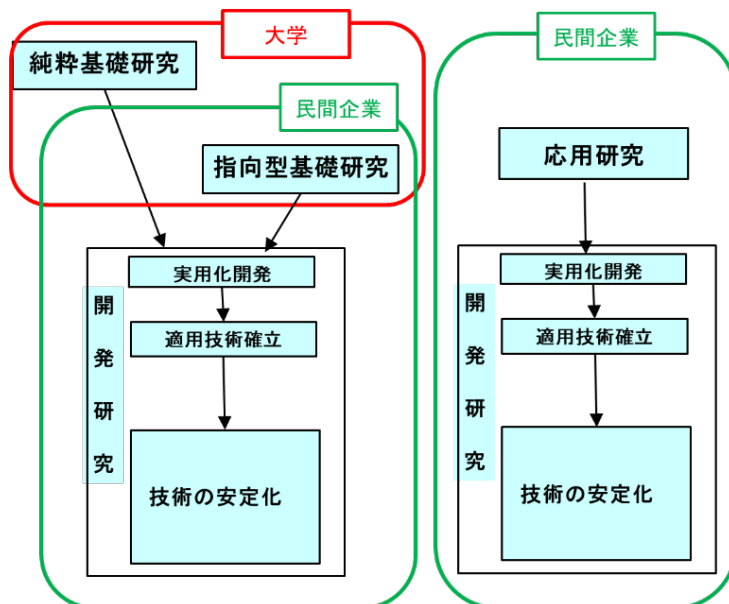 大学
純粋基礎研究
民間企業
指向型基礎研究
開発研究
実用化開発
適用技術確立
技術の安定化
民間企業
応用研究
開発研究
実用化開発
適用技術確立
技術の安定化